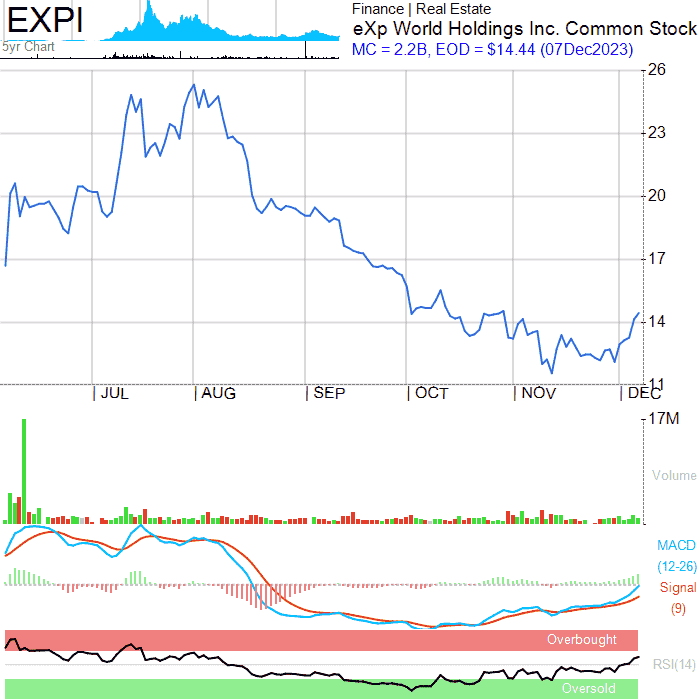 EXPI
5yr Chart
Finance | Real Estate
eXp World Holdings Inc. Common Stock
MC = 2.2B, EOD = $14.44 (07Dec2023)
26
23
20
17
14
11
JUL AUG SEP OCT NOV DEC
17M
Volume
MACD
(12-26)
Signal
(9)
Overbought
RSI(14)
Oversold